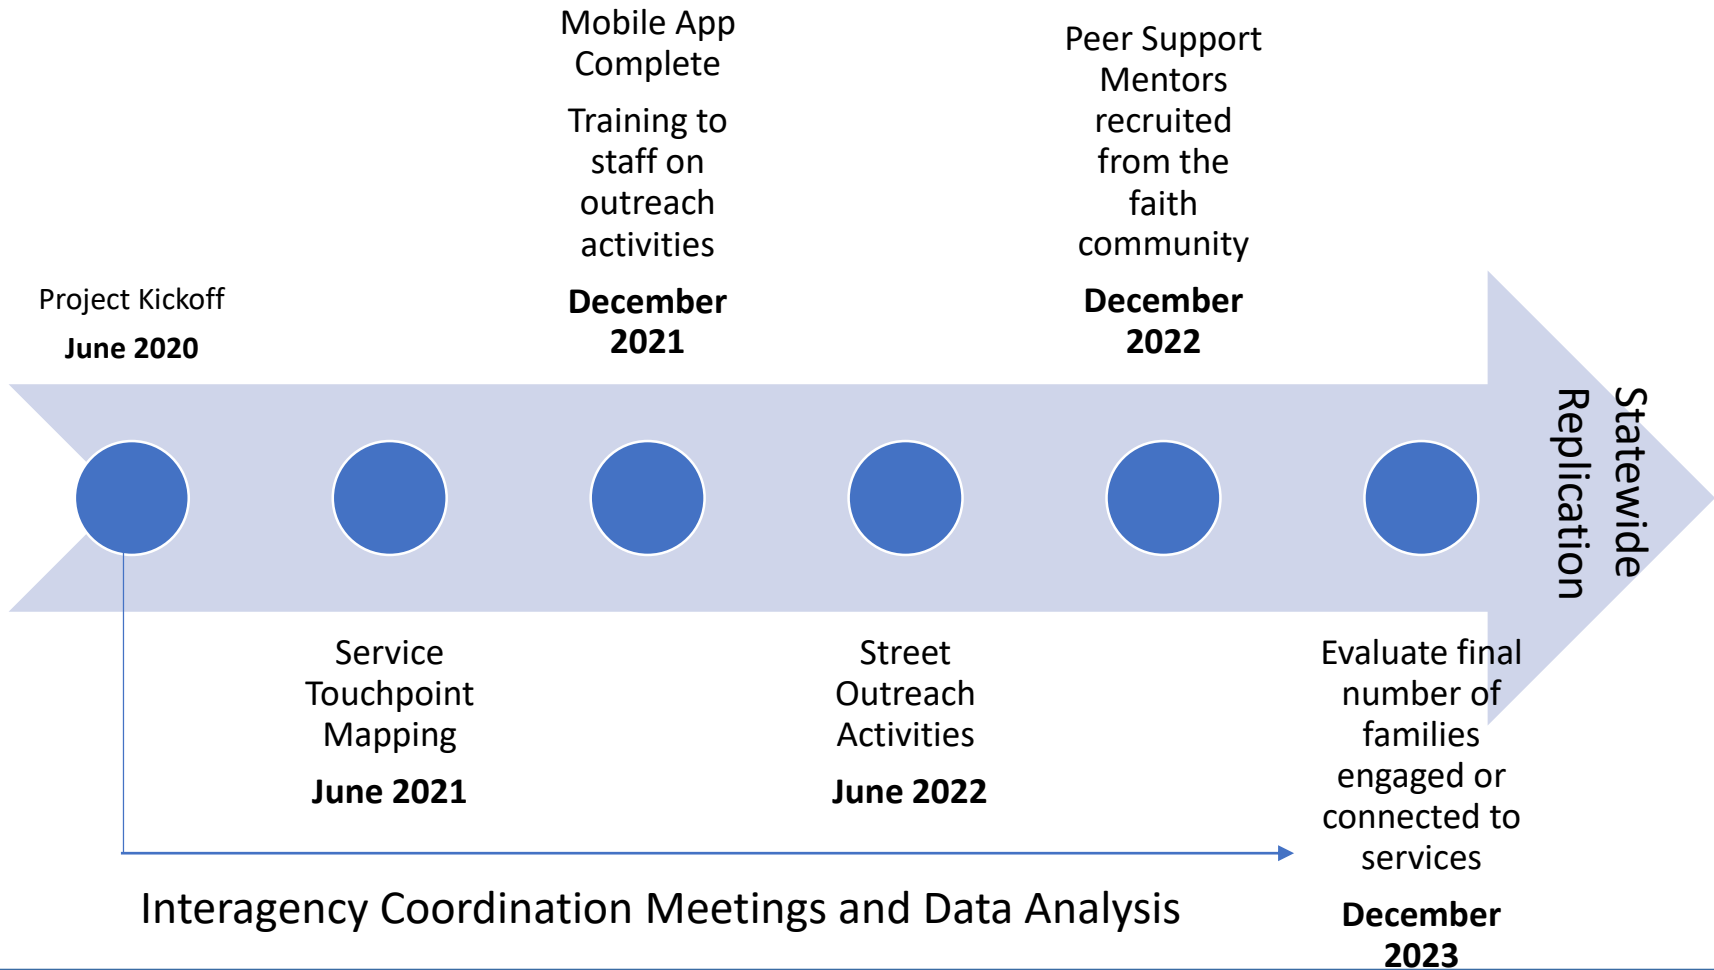 Project Kickoff
June 2020
Service
Touchpoint
Mapping
June 2021
Mobile App
Complete
Training to
staff on
outreach
activities
December
2021
Street
Outreach
Activities
June 2022
Peer Support
Mentors
recruited
from the
faith
community
December
2022
Evaluate final
number of
families
engaged or
connected to
services
December
2023
Statewide
Replication
Interagency Coordination Meetings and Data Analysis